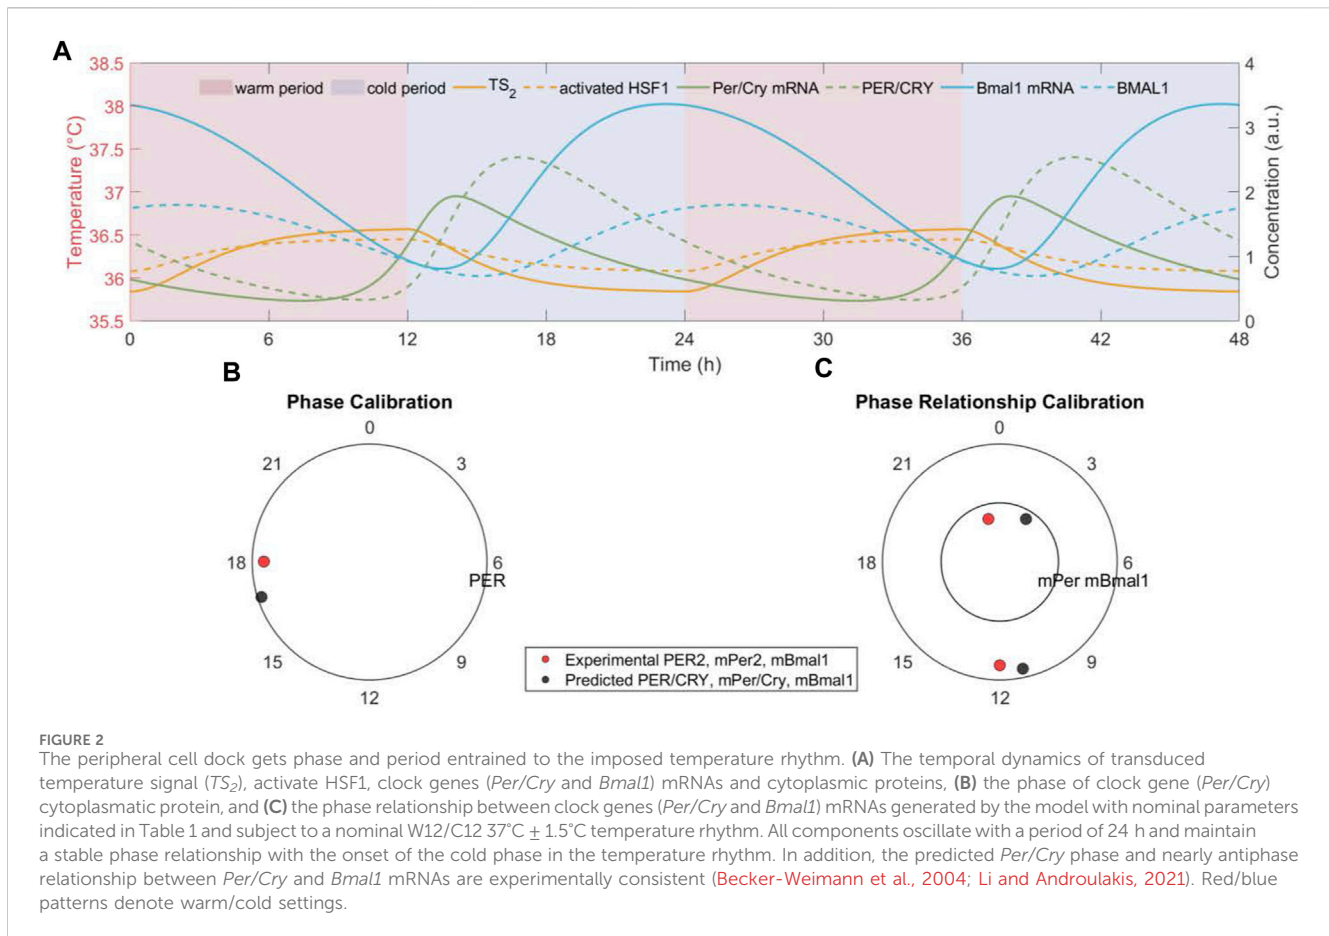 A
38.5
38
37.5
37
36.5
36
35.5
Temperature (°C)
warm period cold period TS2 activated HSF1 Per/Cry mRNA PER/CRY Bmal1 mRNA BMAL1
4
3
2
1
0
Concentration (a.u.)
0 6 12 18 24 30 36 42 48
Time (h)
B
Phase Calibration
0
21 3
18 6
PER
15 9
12
C
Phase Relationship Calibration
0
21 3
18 6
mPer mBmal1
15 9
12
Experimental PER2, mPer2, mBmal1
Predicted PER/CRY, mPer/Cry, mBmal1
FIGURE 2
The peripheral cell dock gets phase and period entrained to the imposed temperature rhythm. (A) The temporal dynamics of transduced
temperature signal (TS2), activate HSF1, clock genes (Per/Cry and Bmal1) mRNAs and cytoplasmic proteins, (B) the phase of clock gene (Per/Cry)
cytoplasmatic protein, and (C) the phase relationship between clock genes (Per/Cry and Bmal1) mRNAs generated by the model with nominal parameters
indicated in Table 1 and subject to a nominal W12/C12 37°C ± 1.5°C temperature rhythm. All components oscillate with a period of 24 h and maintain
a stable phase relationship with the onset of the cold phase in the temperature rhythm. In addition, the predicted Per/Cry phase and nearly antiphase
relationship between Per/Cry and Bmal1 mRNAs are experimentally consistent (Becker-Weimann et al., 2004; Li and Androulakis, 2021). Red/blue
patterns denote warm/cold settings.